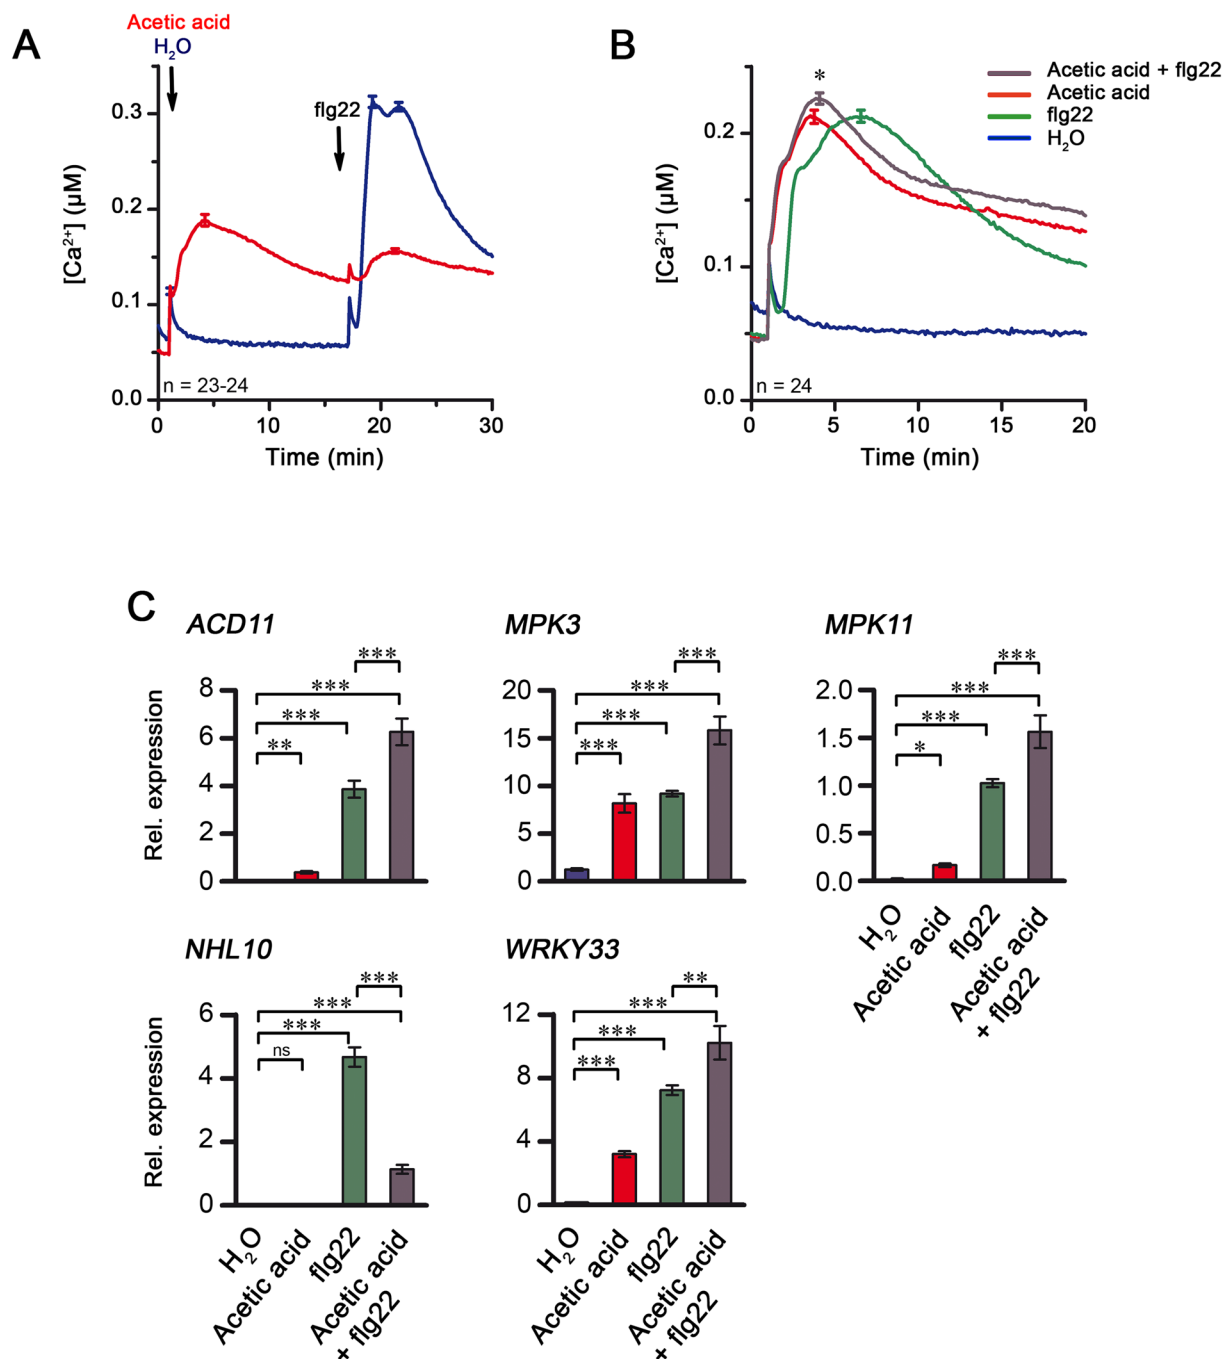 A
Acetic acid
H₂O
flg22
[Ca²⁺] (µM)
0.3
0.2
0.1
0.0
n = 23-24
0
10
20
30
Time (min)
B
*
Acetic acid + flg22
Acetic acid
flg22
H₂O
[Ca²⁺] (µM)
0.2
0.1
0.0
n = 24
0
5
10
15
20
Time (min)
C
ACD11
Rel. expression
8
6
4
2
0
***
***
***
**
MPK3
20
15
10
5
0
***
***
***
***
MPK11
2.0
1.5
1.0
0.5
0.0
***
***
***
*
H₂O
Acetic acid
flg22
Acetic acid
+ flg22
NHL10
Rel. expression
6
4
2
0
***
***
***
ns
H₂O
Acetic acid
flg22
Acetic acid
+ flg22
WRKY33
12
8
4
0
**
***
***
***
H₂O
Acetic acid
flg22
Acetic acid
+ flg22